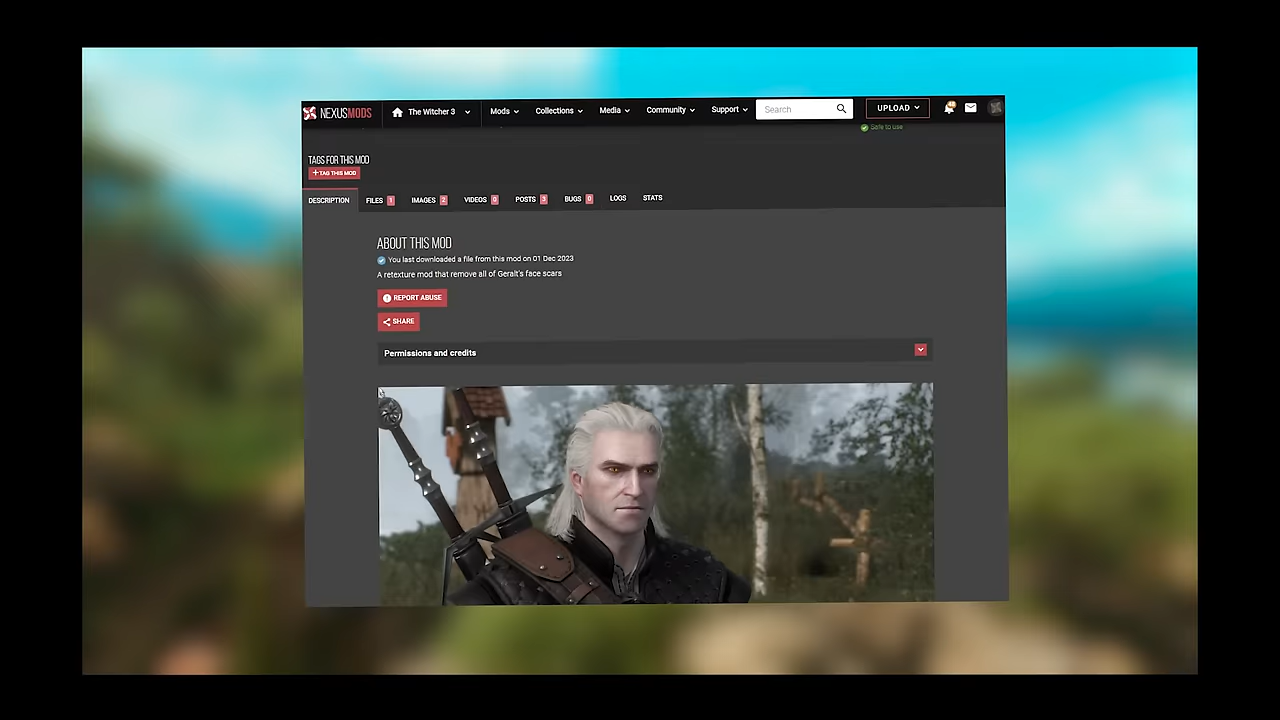 NEXUSMODS The Witcher 3 Mods Collections Media Community Support Search UPLOAD
Safe to use
TAGS FOR THIS MOD
+ TAG THIS MOD
DESCRIPTION FILES 1 IMAGES 2 VIDEOS 0 POSTS 3 BUGS 0 LOGS STATS
ABOUT THIS MOD
You last downloaded a file from this mod on 01 Dec 2023
A retexture mod that remove all of Geralt's face scars
REPORT ABUSE
SHARE
Permissions and credits